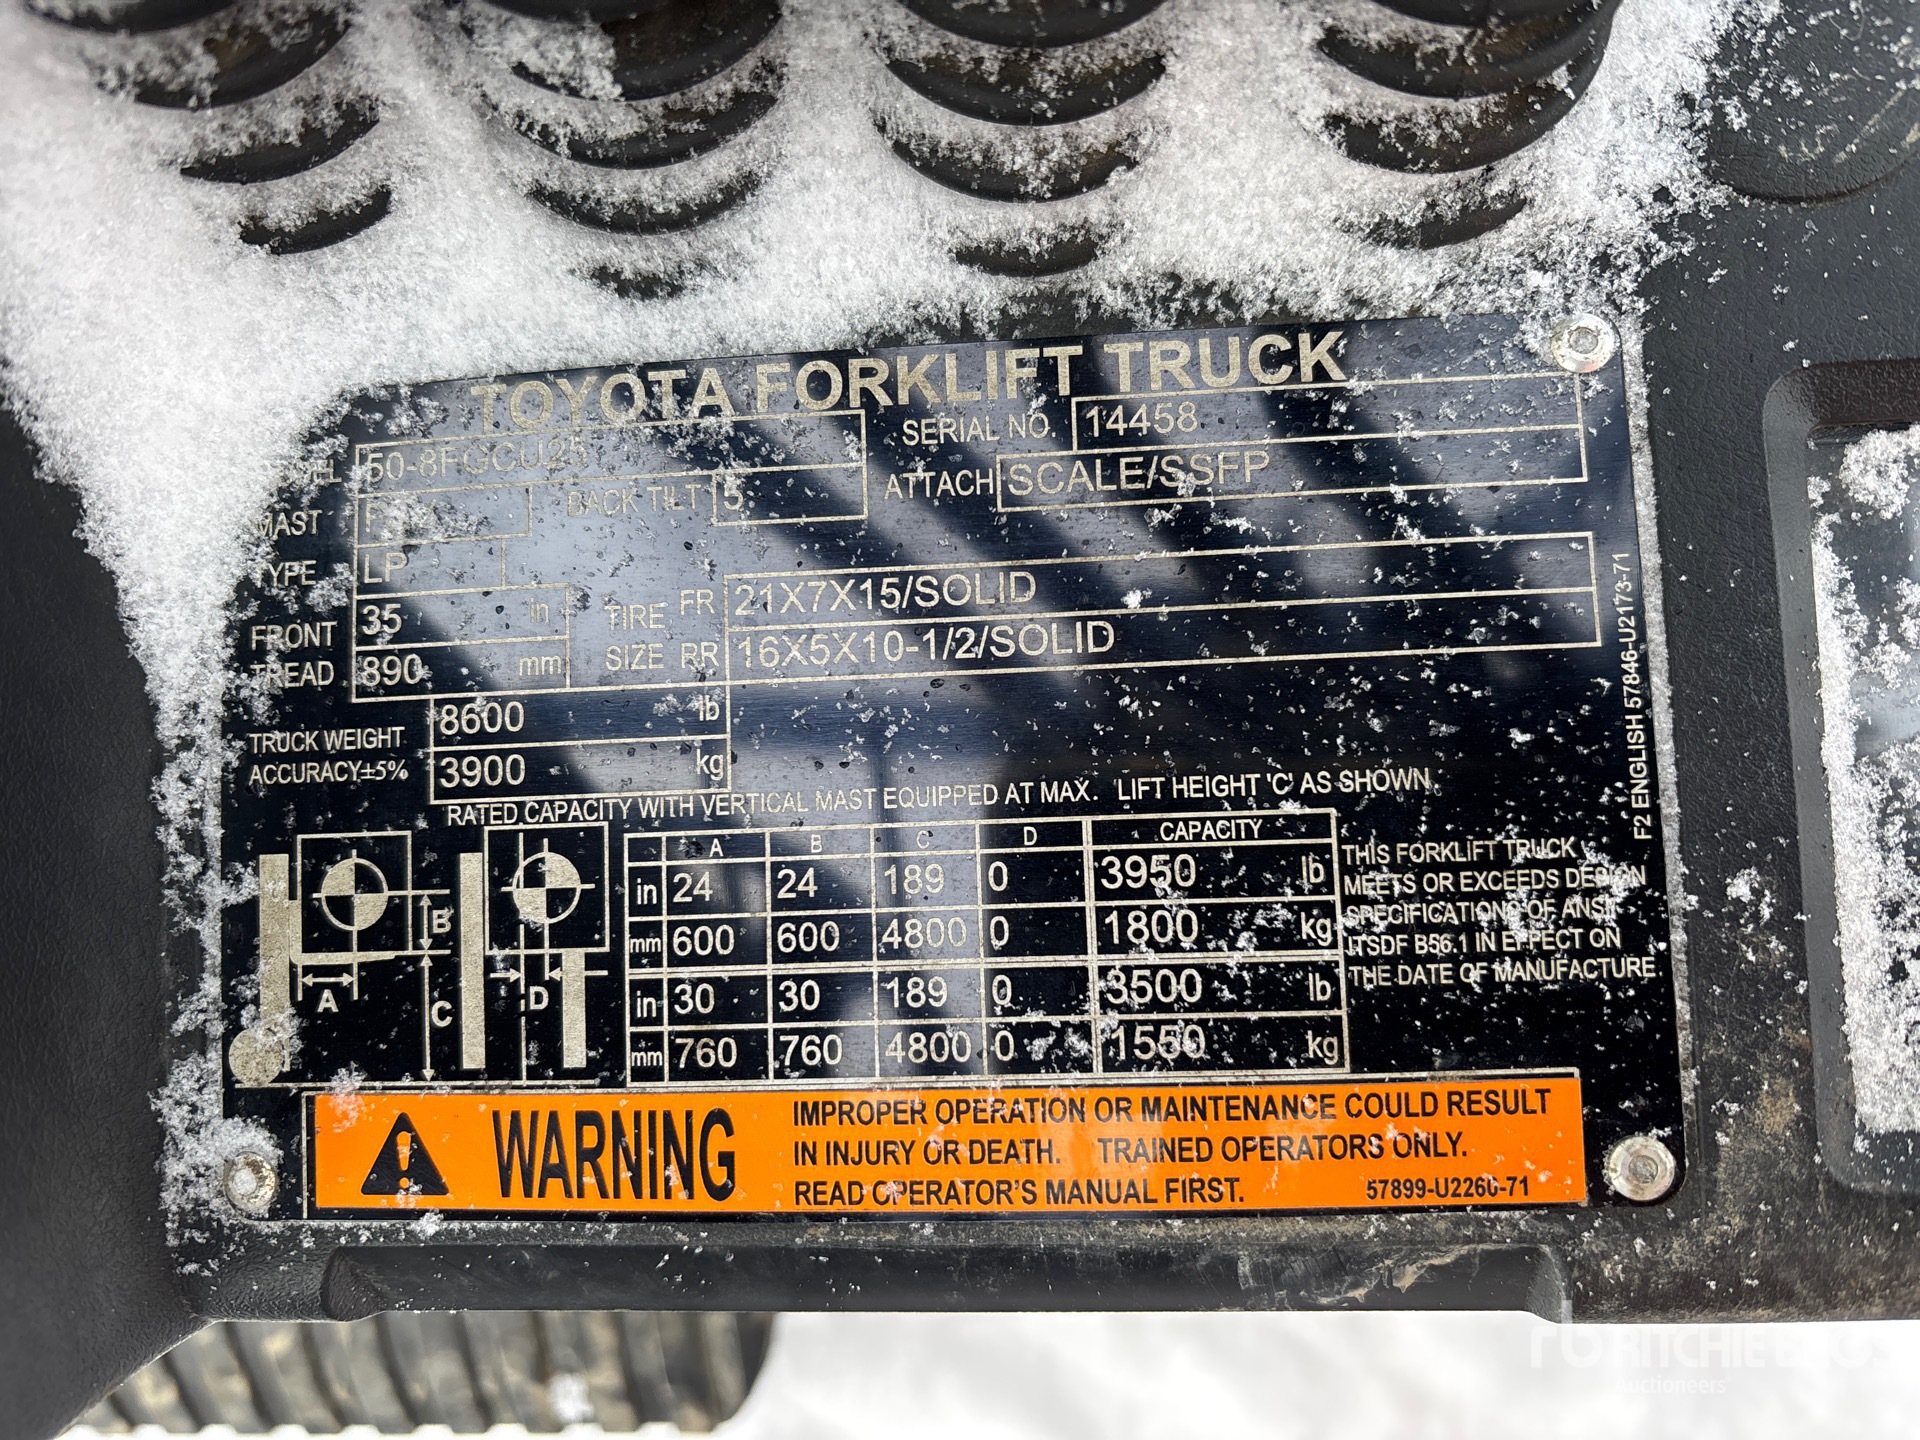 TOYOTA FORKLIFT TRUCK
50-8FGCU25
SERIAL NO. 14458
MAST
BACK TILT 5
ATTACH SCALE/SSFP
TYPE LP
FRONT TREAD 35 in
890 mm
TIRE SIZE FR 21X7X15/SOLID
RR 16X5X10-1/2/SOLID
TRUCK WEIGHT 8600 lb
ACCURACY±5% 3900 kg
RATED CAPACITY WITH VERTICAL MAST EQUIPPED AT MAX. LIFT HEIGHT 'C' AS SHOWN
A B C D CAPACITY
in 24 24 189 0 3950 lb
mm 600 600 4800 0 1800 kg
in 30 30 189 0 3500 lb
mm 760 760 4800 0 1550 kg
A B C D
THIS FORKLIFT TRUCK
MEETS OR EXCEEDS DESIGN
SPECIFICATIONS OF ANSI/
ITSDF B56.1 IN EFFECT ON
THE DATE OF MANUFACTURE
F2 ENGLISH 57846-U2173-71
WARNING
IMPROPER OPERATION OR MAINTENANCE COULD RESULT
IN INJURY OR DEATH. TRAINED OPERATORS ONLY.
READ OPERATOR'S MANUAL FIRST. 57899-U2260-71
rb RITCHIE BROS
Auctioneers